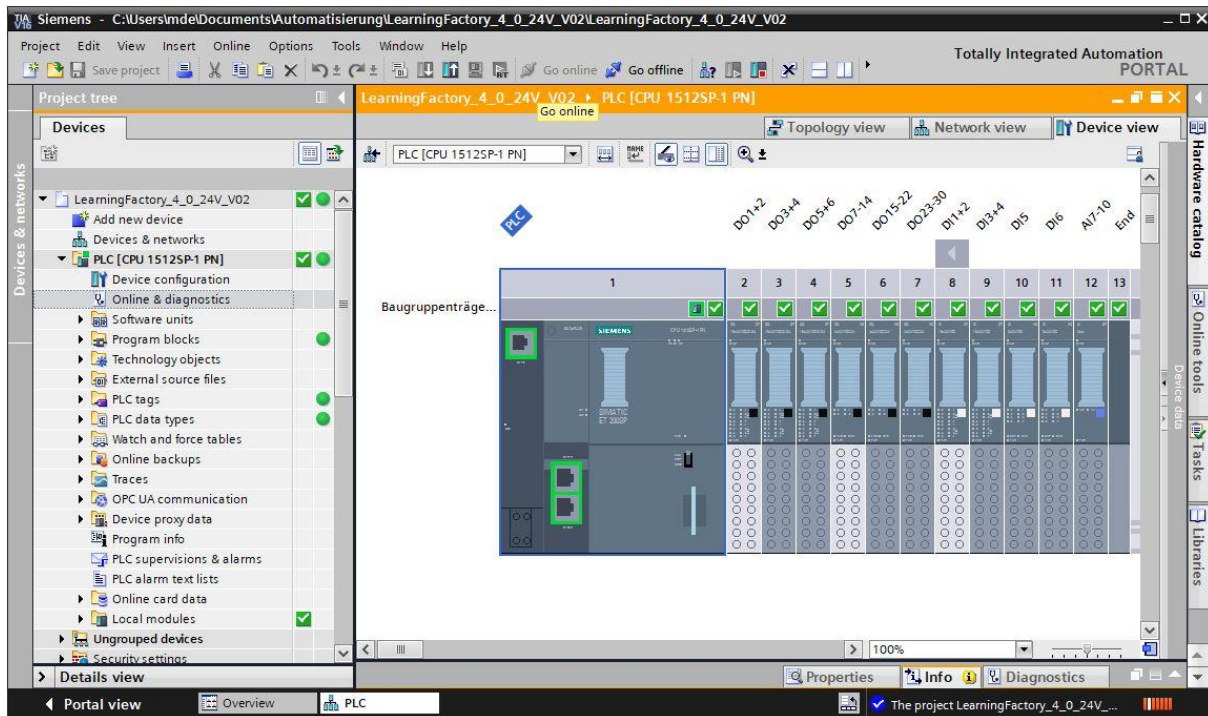 TIA V16
Siemens - C:\Users\mde\Documents\Automatisierung\LearningFactory_4_0_24V_V02\LearningFactory_4_0_24V_V02
Project Edit View Insert Online Options Tools Window Help
Totally Integrated Automation
PORTAL
Save project Go online Go offline
Project tree
LearningFactory_4_0_24V_V02 PLC [CPU 1512SP-1 PN]
Go online
Devices
Topology view Network view Device view
PLC [CPU 1512SP-1 PN]
Devices & networks
LearningFactory_4_0_24V_V02
Add new device
Devices & networks
PLC [CPU 1512SP-1 PN]
Device configuration
Online & diagnostics
Software units
Program blocks
Technology objects
External source files
PLC tags
PLC data types
Watch and force tables
Online backups
Traces
OPC UA communication
Device proxy data
Program info
PLC supervisions & alarms
PLC alarm text lists
Online card data
Local modules
Ungrouped devices
Security settings
Details view
PLC
DO1+2 DO3+4 DO5+6 DO7-14 DO15-22 DO23-30 DI1+2 DI3+4 DI5 DI6 AI7-10 End
1 2 3 4 5 6 7 8 9 10 11 12 13
Baugruppenträge...
SIEMENS
SIMATIC
ET 200SP
Device data
100%
Properties Info Diagnostics
Hardware catalog
Online tools
Tasks
Libraries
Portal view Overview PLC
The project LearningFactory_4_0_24V_...